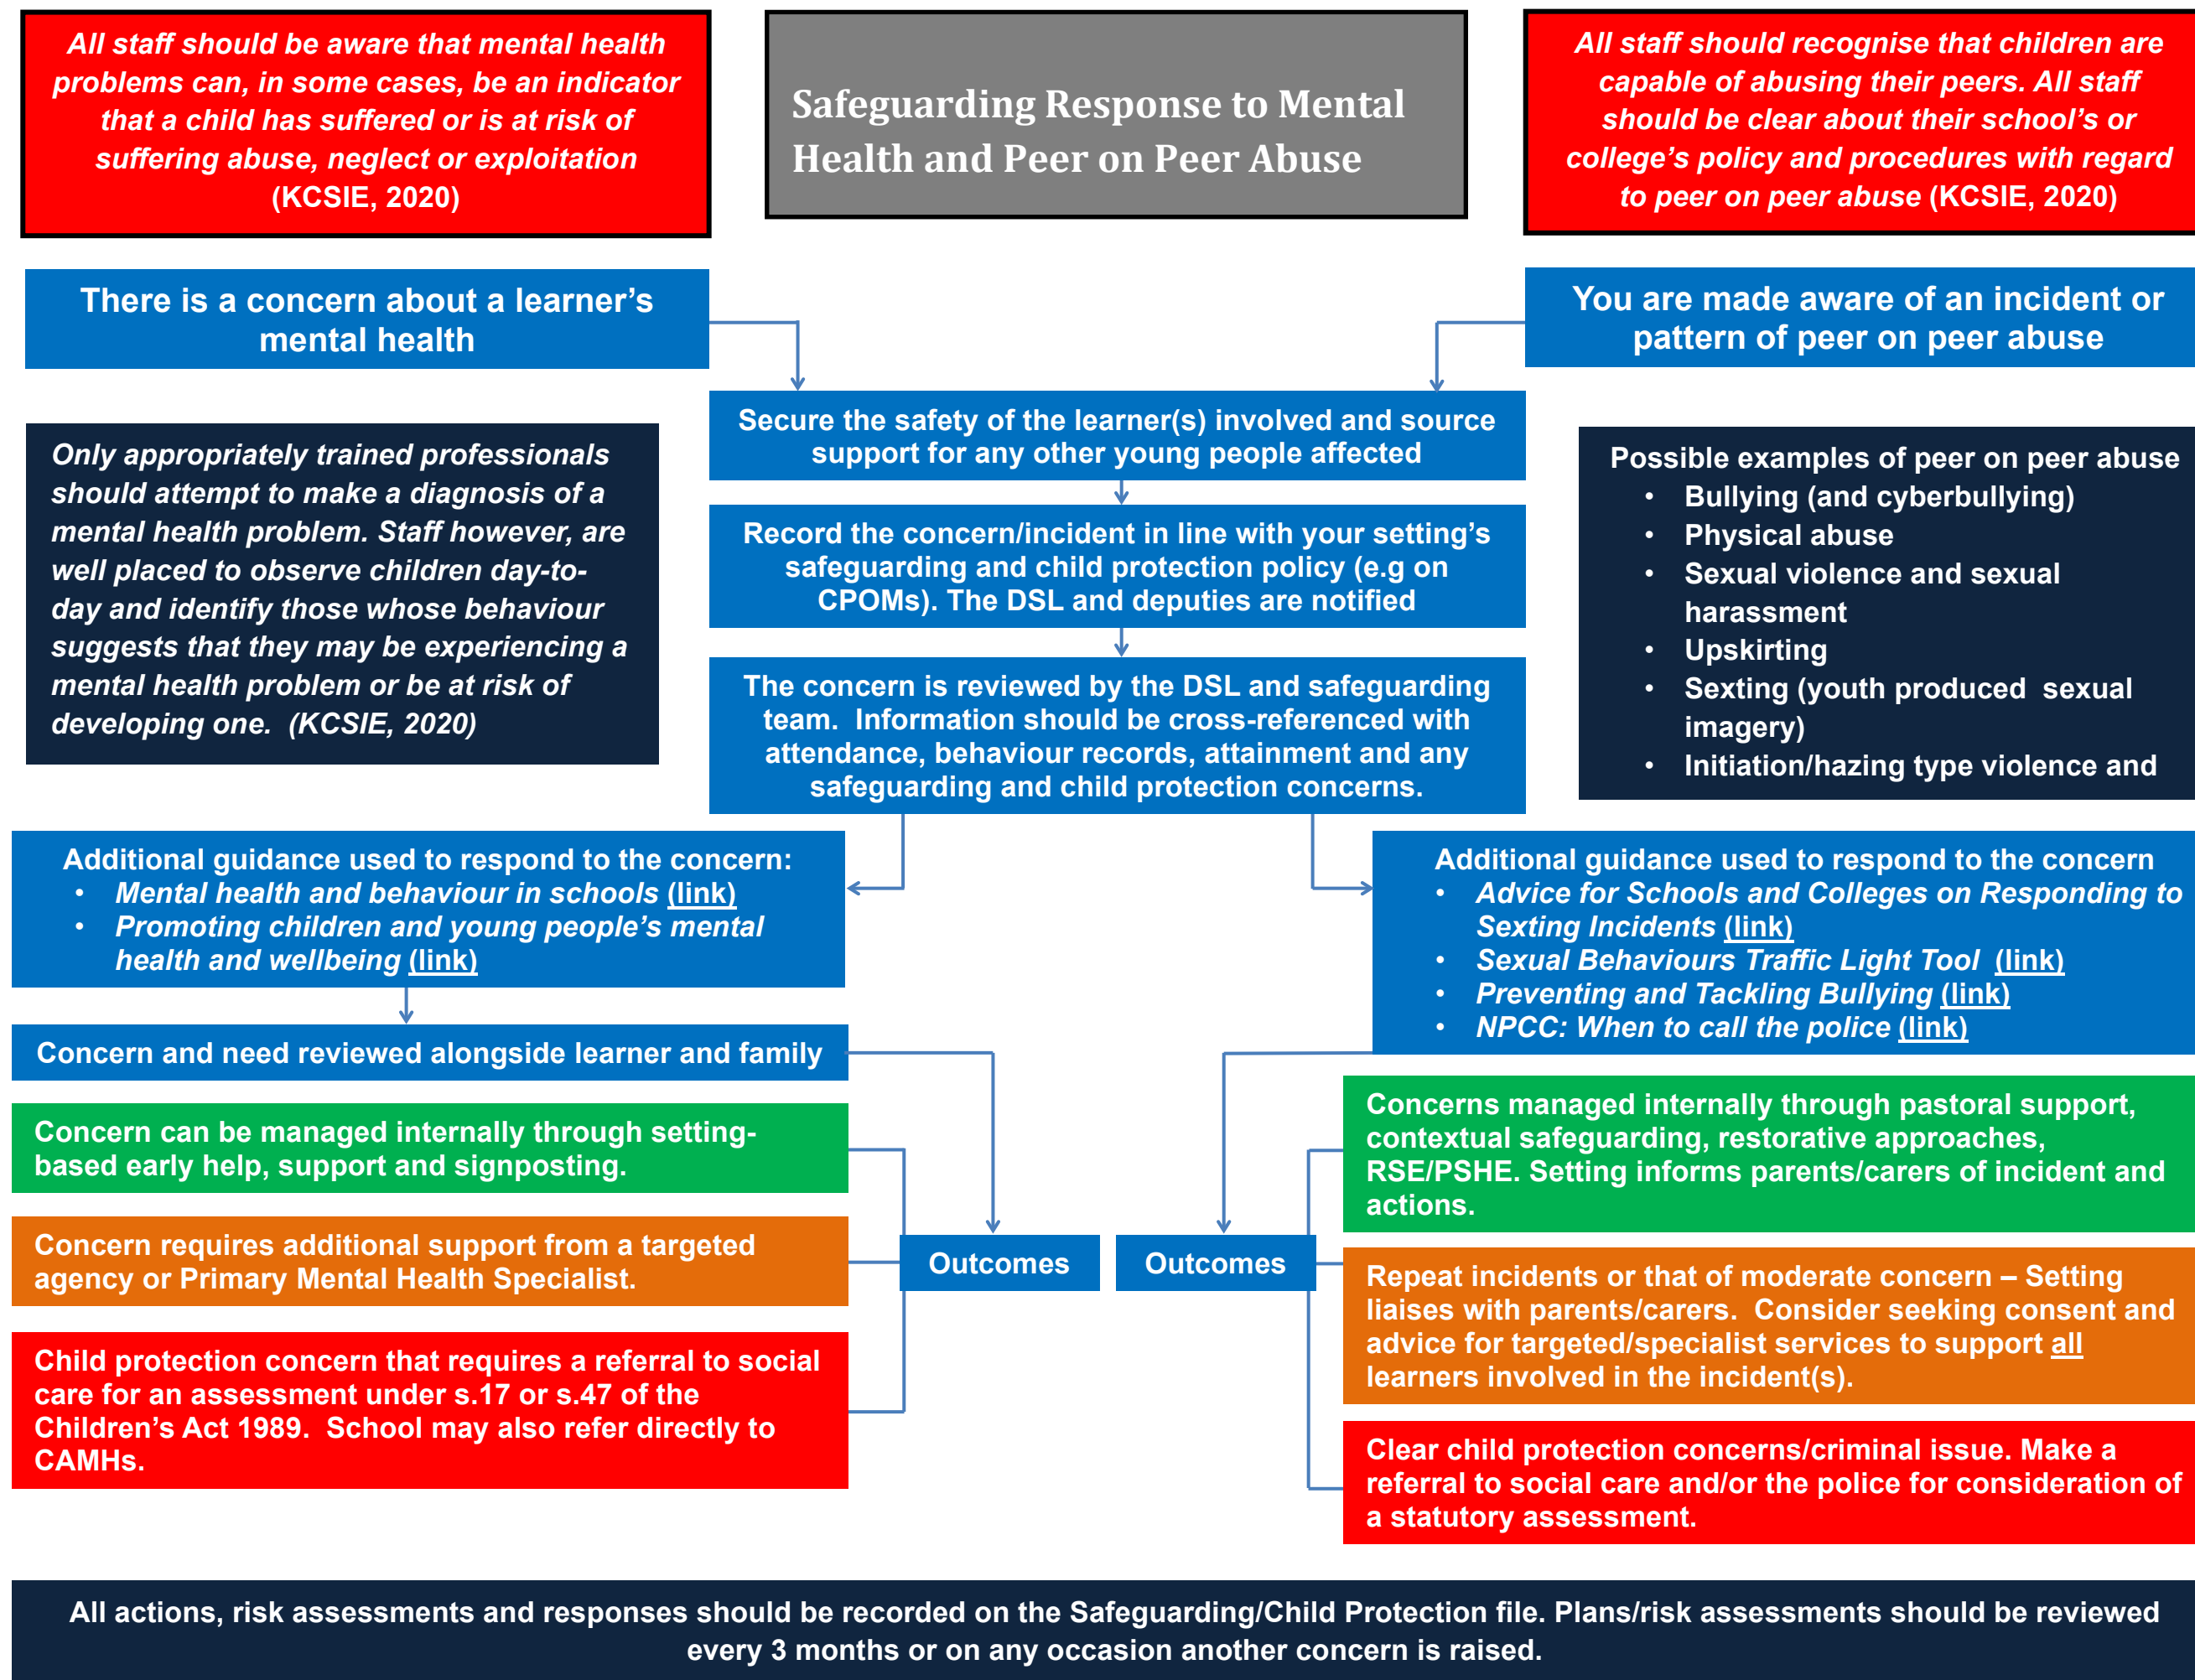 All staff should be aware that mental health
problems can, in some cases, be an indicator
that a child has suffered or is at risk of
suffering abuse, neglect or exploitation
(KCSIE, 2020)
Safeguarding Response to Mental
Health and Peer on Peer Abuse
All staff should recognise that children are
capable of abusing their peers. All staff
should be clear about their school’s or
college’s policy and procedures with regard
to peer on peer abuse (KCSIE, 2020)
There is a concern about a learner’s
mental health
You are made aware of an incident or
pattern of peer on peer abuse
Secure the safety of the learner(s) involved and source
support for any other young people affected
Only appropriately trained professionals
should attempt to make a diagnosis of a
mental health problem. Staff however, are
well placed to observe children day-to-
day and identify those whose behaviour
suggests that they may be experiencing a
mental health problem or be at risk of
developing one.  (KCSIE, 2020)
Record the concern/incident in line with your setting’s
safeguarding and child protection policy (e.g on
CPOMs). The DSL and deputies are notified
The concern is reviewed by the DSL and safeguarding
team.  Information should be cross-referenced with
attendance, behaviour records, attainment and any
safeguarding and child protection concerns.
Possible examples of peer on peer abuse
• Bullying (and cyberbullying)
• Physical abuse
• Sexual violence and sexual
harassment
• Upskirting
• Sexting (youth produced  sexual
imagery)
• Initiation/hazing type violence and
Additional guidance used to respond to the concern:
• Mental health and behaviour in schools (link)
• Promoting children and young people’s mental
health and wellbeing (link)
Additional guidance used to respond to the concern
• Advice for Schools and Colleges on Responding to
Sexting Incidents (link)
• Sexual Behaviours Traffic Light Tool  (link)
• Preventing and Tackling Bullying (link)
• NPCC: When to call the police (link)
Concern and need reviewed alongside learner and family
Concern can be managed internally through setting-
based early help, support and signposting.
Concern requires additional support from a targeted
agency or Primary Mental Health Specialist.
Child protection concern that requires a referral to social
care for an assessment under s.17 or s.47 of the
Children’s Act 1989.  School may also refer directly to
CAMHs.
Outcomes
Outcomes
Concerns managed internally through pastoral support,
contextual safeguarding, restorative approaches,
RSE/PSHE. Setting informs parents/carers of incident and
actions.
Repeat incidents or that of moderate concern – Setting
liaises with parents/carers.  Consider seeking consent and
advice for targeted/specialist services to support all
learners involved in the incident(s).
Clear child protection concerns/criminal issue. Make a
referral to social care and/or the police for consideration of
a statutory assessment.
All actions, risk assessments and responses should be recorded on the Safeguarding/Child Protection file. Plans/risk assessments should be reviewed
every 3 months or on any occasion another concern is raised.